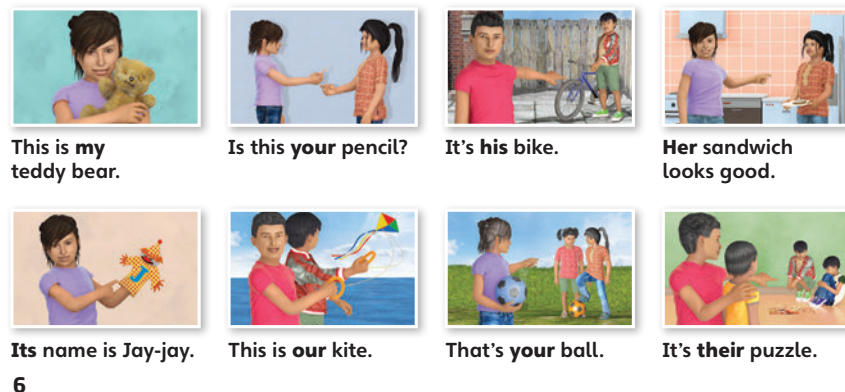 This is my
teddy bear.
Is this your pencil?
It's his bike.
Her sandwich
looks good.
Its name is Jay-jay.
This is our kite.
That's your ball.
It's their puzzle.
6